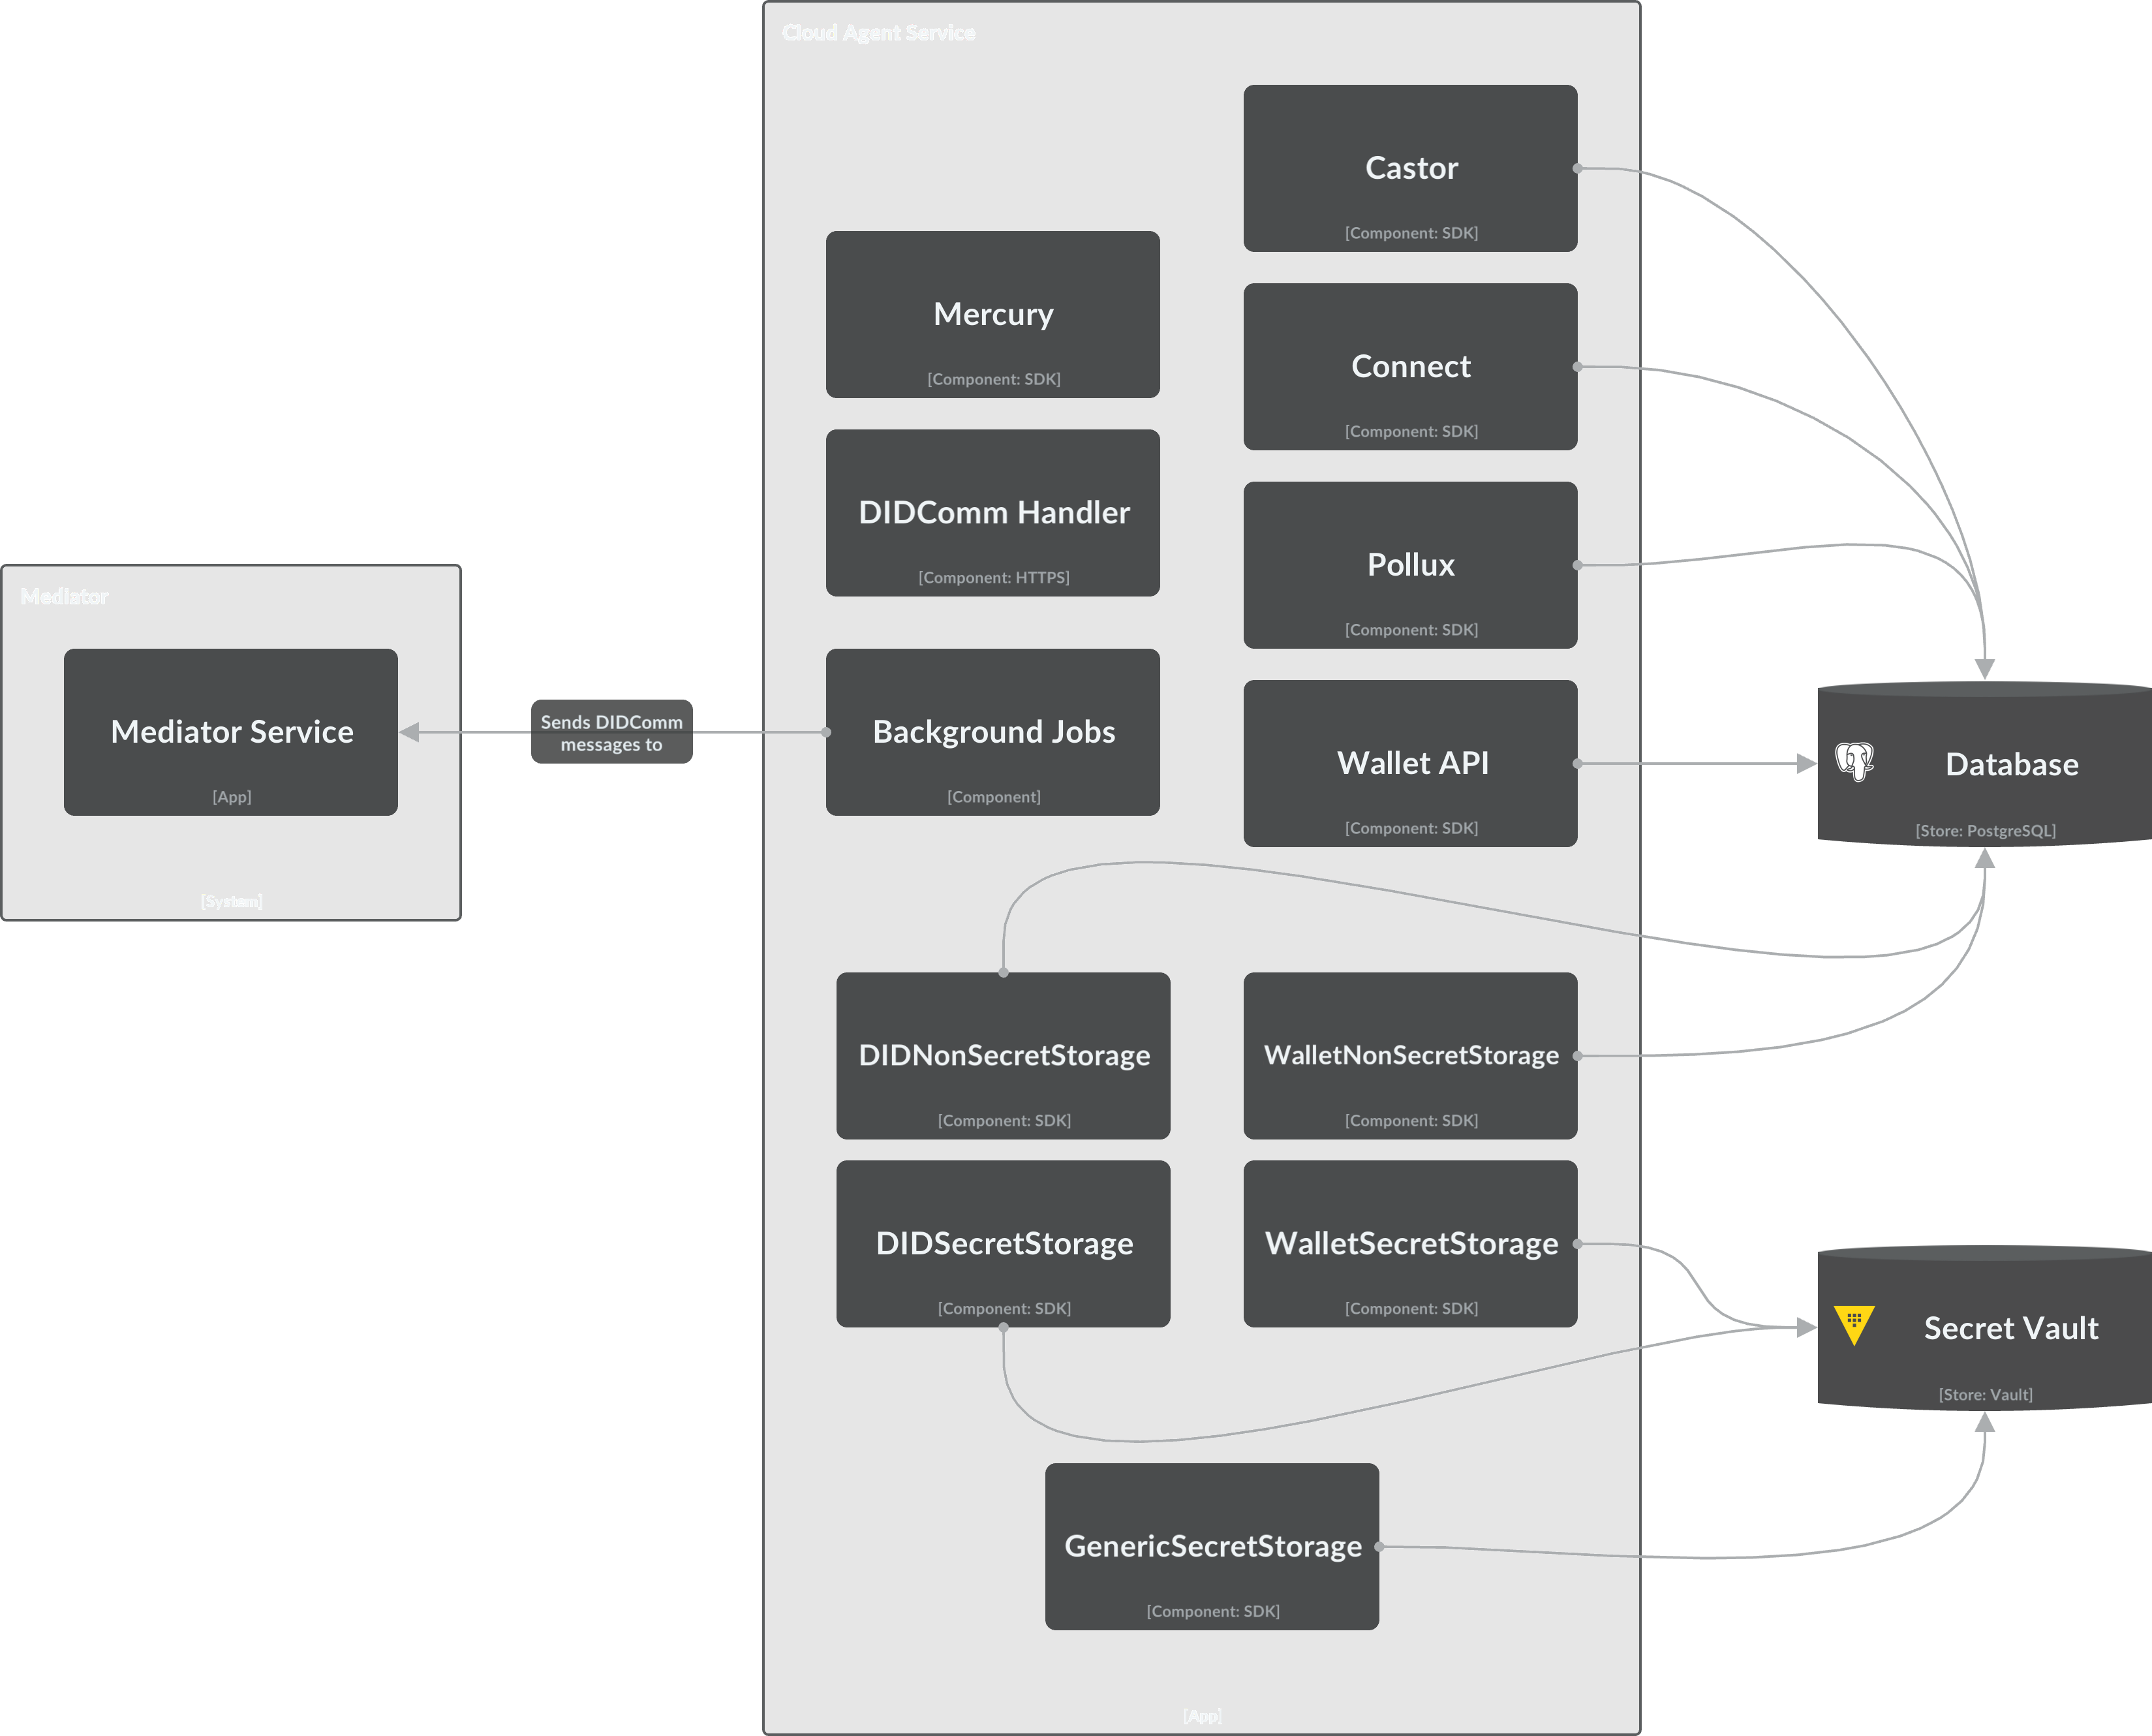 Cloud Agent Service
Castor
[Component: SDK]
Mercury
[Component: SDK]
Connect
[Component: SDK]
DIDComm Handler
[Component: HTTPS]
Pollux
[Component: SDK]
Mediator
Mediator Service
[App]
[System]
Sends DIDComm
messages to
Background Jobs
[Component]
Wallet API
[Component: SDK]
Database
[Store: PostgreSQL]
DIDNonSecretStorage
[Component: SDK]
WalletNonSecretStorage
[Component: SDK]
DIDSecretStorage
[Component: SDK]
WalletSecretStorage
[Component: SDK]
Secret Vault
[Store: Vault]
GenericSecretStorage
[Component: SDK]
[App]